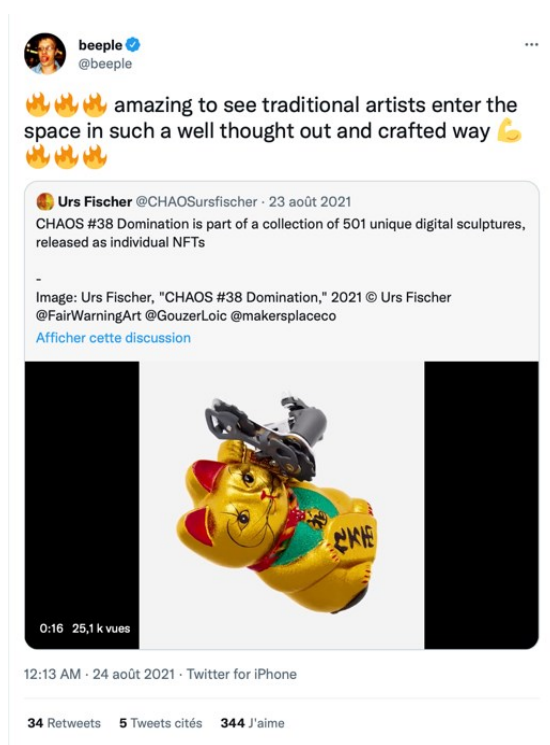 beeple
@beeple
🔥🔥🔥 amazing to see traditional artists enter the
space in such a well thought out and crafted way 💪
🔥🔥🔥
Urs Fischer @CHAOSursfischer · 23 août 2021
CHAOS #38 Domination is part of a collection of 501 unique digital sculptures,
released as individual NFTs
-
Image: Urs Fischer, "CHAOS #38 Domination," 2021 © Urs Fischer
@FairWarningArt @GouzerLoic @makersplaceco
Afficher cette discussion
0:16 25,1 k vues
12:13 AM · 24 août 2021 · Twitter for iPhone
34 Retweets 5 Tweets cités 344 J'aime